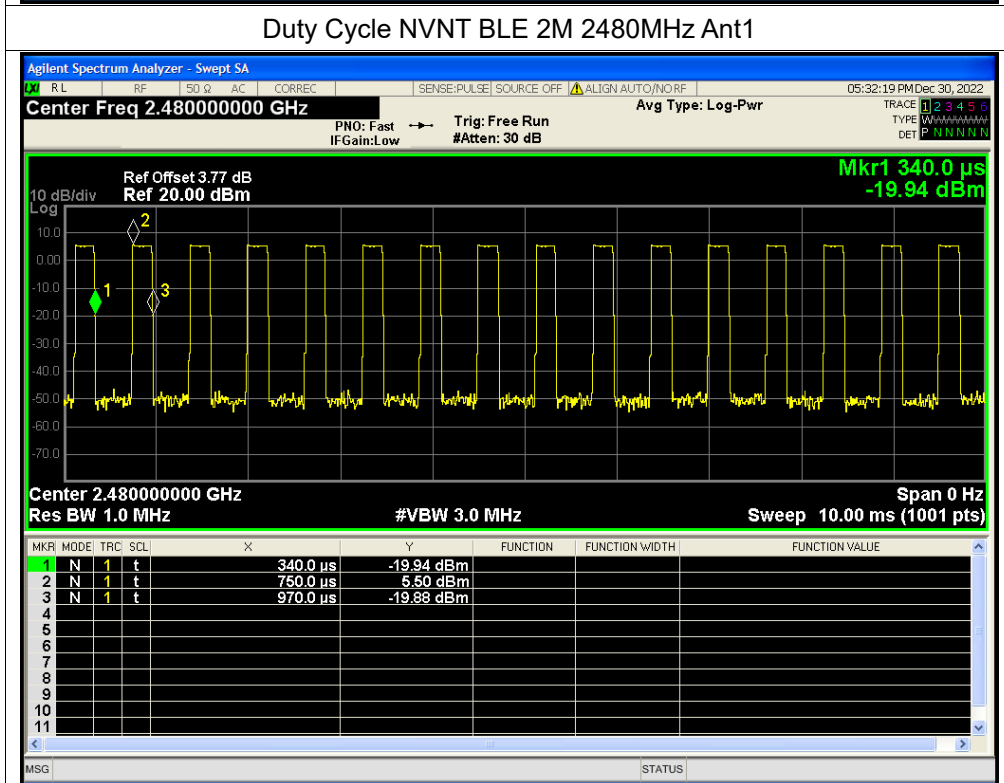 Duty Cycle NVNT BLE 2M 2480MHz Ant1
Agilent Spectrum Analyzer - Swept SA
LXI RL RF 50 Ω AC CORREC SENSE:PULSE SOURCE OFF ALIGN AUTO/NO RF 05:32:19 PM Dec 30, 2022
Center Freq 2.480000000 GHz Avg Type: Log-Pwr TRACE 1 2 3 4 5 6
PNO: Fast Trig: Free Run TYPE WWWWWW
IFGain:Low #Atten: 30 dB DET P N N N N N
Mkr1 340.0 µs
-19.94 dBm
Ref Offset 3.77 dB
10 dB/div Ref 20.00 dBm
Log
10.0
0.00
-10.0
-20.0
-30.0
-40.0
-50.0
-60.0
-70.0
1
2
3
Center 2.480000000 GHz Span 0 Hz
Res BW 1.0 MHz #VBW 3.0 MHz Sweep 10.00 ms (1001 pts)
MKR MODE TRC SCL X Y FUNCTION FUNCTION WIDTH FUNCTION VALUE
1 N 1 t 340.0 µs -19.94 dBm
2 N 1 t 750.0 µs 5.50 dBm
3 N 1 t 970.0 µs -19.88 dBm
4
5
6
7
8
9
10
11
MSG STATUS